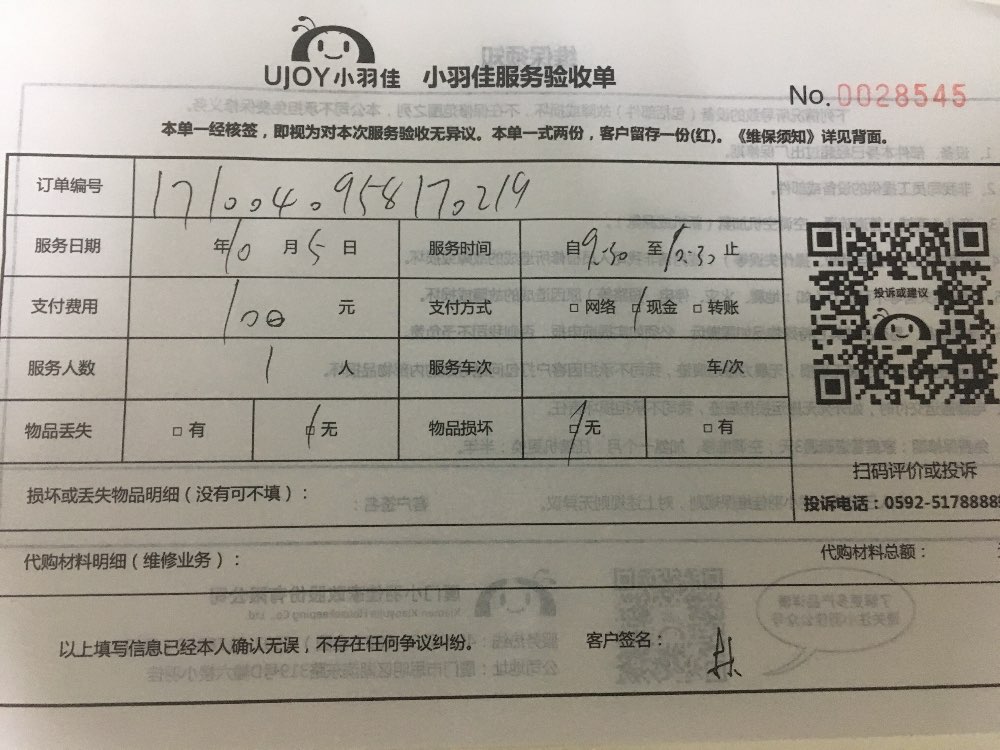 UJOY小羽佳 小羽佳服务验收单
No. 0028545
本单一经核签，即视为对本次服务验收无异议。本单一式两份，客户留存一份(红)。《维保须知》详见背面。
订单编号 171004095817219
服务日期 年10月5日 服务时间 自9:30至12:30止
支付费用 100 元 支付方式 □网络 □现金 □转账
服务人数 1 人 服务车次 车/次
物品丢失 □有 □无 物品损坏 □无 □有
投诉或建议
扫码评价或投诉
损坏或丢失物品明细（没有可不填）：
投诉电话：0592-5178888
代购材料明细（维修业务）： 代购材料总额：
以上填写信息已经本人确认无误，不存在任何争议纠纷。 客户签名：